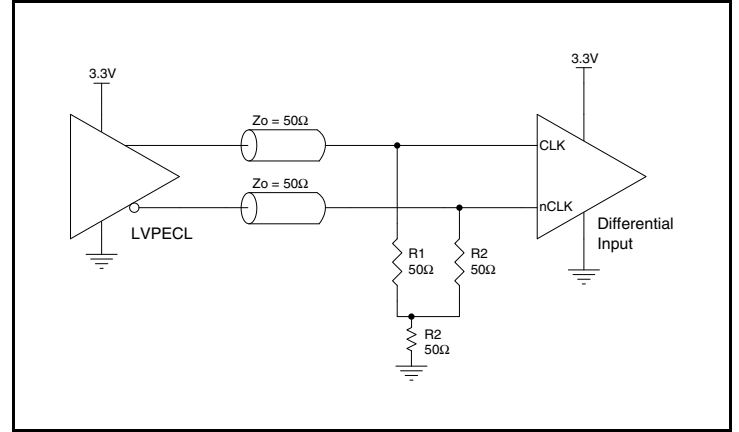 3.3V
3.3V
Zo = 50Ω
CLK
Zo = 50Ω
nCLK
LVPECL
Differential
Input
R1
50Ω
R2
50Ω
R2
50Ω